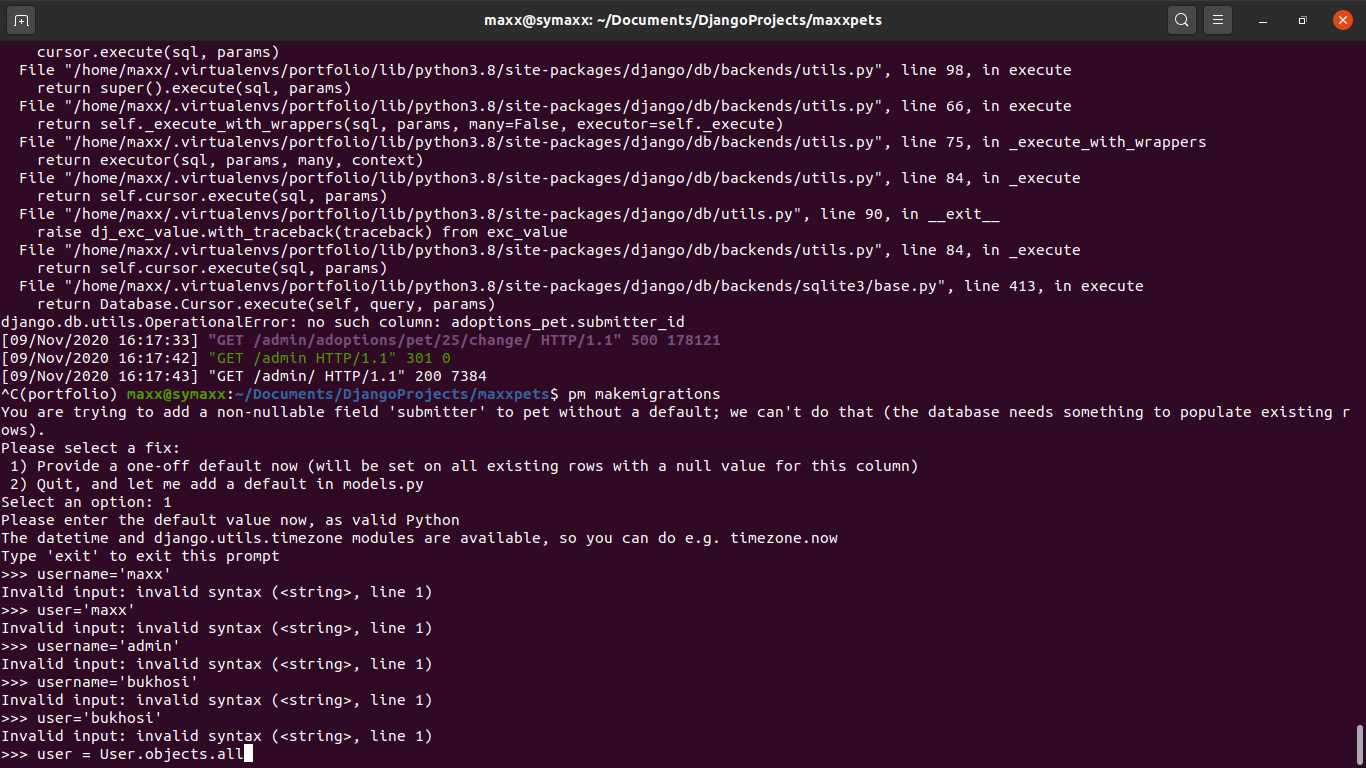 maxx@symaxx: ~/Documents/DjangoProjects/maxxpets
    cursor.execute(sql, params)
  File "/home/maxx/.virtualenvs/portfolio/lib/python3.8/site-packages/django/db/backends/utils.py", line 98, in execute
    return super().execute(sql, params)
  File "/home/maxx/.virtualenvs/portfolio/lib/python3.8/site-packages/django/db/backends/utils.py", line 66, in execute
    return self._execute_with_wrappers(sql, params, many=False, executor=self._execute)
  File "/home/maxx/.virtualenvs/portfolio/lib/python3.8/site-packages/django/db/backends/utils.py", line 75, in _execute_with_wrappers
    return executor(sql, params, many, context)
  File "/home/maxx/.virtualenvs/portfolio/lib/python3.8/site-packages/django/db/backends/utils.py", line 84, in _execute
    return self.cursor.execute(sql, params)
  File "/home/maxx/.virtualenvs/portfolio/lib/python3.8/site-packages/django/db/utils.py", line 90, in __exit__
    raise dj_exc_value.with_traceback(traceback) from exc_value
  File "/home/maxx/.virtualenvs/portfolio/lib/python3.8/site-packages/django/db/backends/utils.py", line 84, in _execute
    return self.cursor.execute(sql, params)
  File "/home/maxx/.virtualenvs/portfolio/lib/python3.8/site-packages/django/db/backends/sqlite3/base.py", line 413, in execute
    return Database.Cursor.execute(self, query, params)
django.db.utils.OperationalError: no such column: adoptions_pet.submitter_id
[09/Nov/2020 16:17:33] "GET /admin/adoptions/pet/25/change/ HTTP/1.1" 500 178121
[09/Nov/2020 16:17:42] "GET /admin HTTP/1.1" 301 0
[09/Nov/2020 16:17:43] "GET /admin/ HTTP/1.1" 200 7384
^C(portfolio) maxx@symaxx:~/Documents/DjangoProjects/maxxpets$ pm makemigrations
You are trying to add a non-nullable field 'submitter' to pet without a default; we can't do that (the database needs something to populate existing r
ows).
Please select a fix:
 1) Provide a one-off default now (will be set on all existing rows with a null value for this column)
 2) Quit, and let me add a default in models.py
Select an option: 1
Please enter the default value now, as valid Python
The datetime and django.utils.timezone modules are available, so you can do e.g. timezone.now
Type 'exit' to exit this prompt
>>> username='maxx'
Invalid input: invalid syntax (<string>, line 1)
>>> user='maxx'
Invalid input: invalid syntax (<string>, line 1)
>>> username='admin'
Invalid input: invalid syntax (<string>, line 1)
>>> username='bukhosi'
Invalid input: invalid syntax (<string>, line 1)
>>> user='bukhosi'
Invalid input: invalid syntax (<string>, line 1)
>>> user = User.objects.all